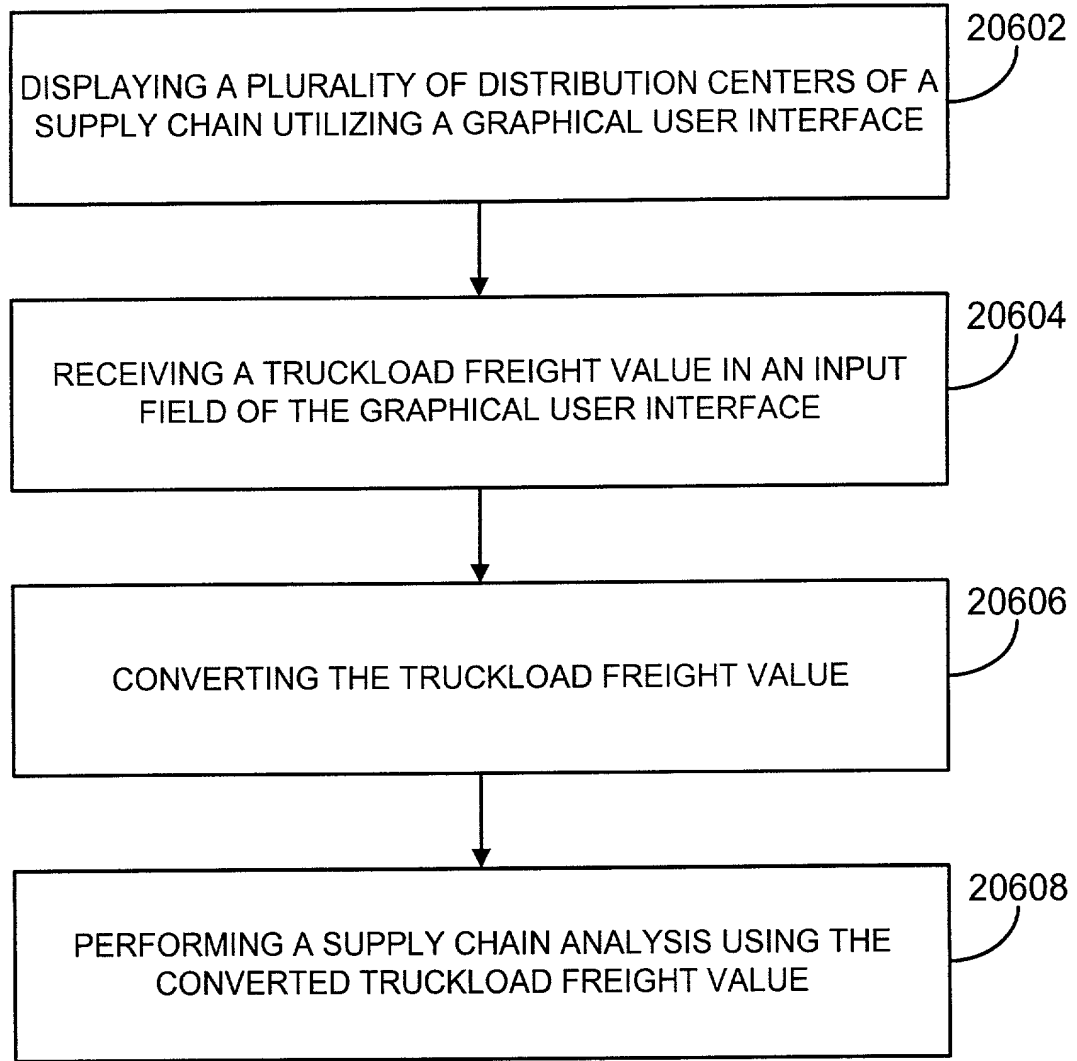 20602
DISPLAYING A PLURALITY OF DISTRIBUTION CENTERS OF A
SUPPLY CHAIN UTILIZING A GRAPHICAL USER INTERFACE
20604
RECEIVING A TRUCKLOAD FREIGHT VALUE IN AN INPUT
FIELD OF THE GRAPHICAL USER INTERFACE
20606
CONVERTING THE TRUCKLOAD FREIGHT VALUE
20608
PERFORMING A SUPPLY CHAIN ANALYSIS USING THE
CONVERTED TRUCKLOAD FREIGHT VALUE